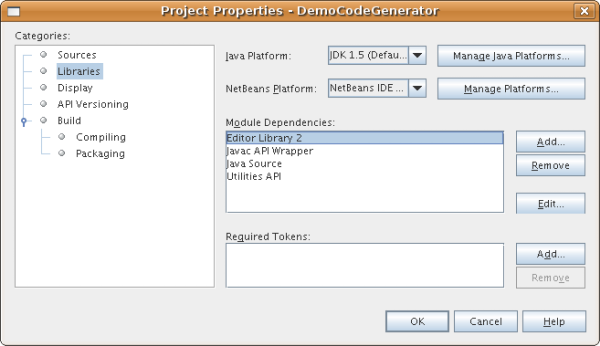 Project Properties - DemoCodeGenerator
Categories:
Sources
Libraries
Display
API Versioning
Build
Compiling
Packaging
Java Platform: JDK 1.5 (Defau... Manage Java Platforms...
NetBeans Platform: NetBeans IDE ... Manage Platforms...
Module Dependencies:
Editor Library 2
Javac API Wrapper
Java Source
Utilities API
Add...
Remove
Edit...
Required Tokens:
Add...
Remove
OK Cancel Help